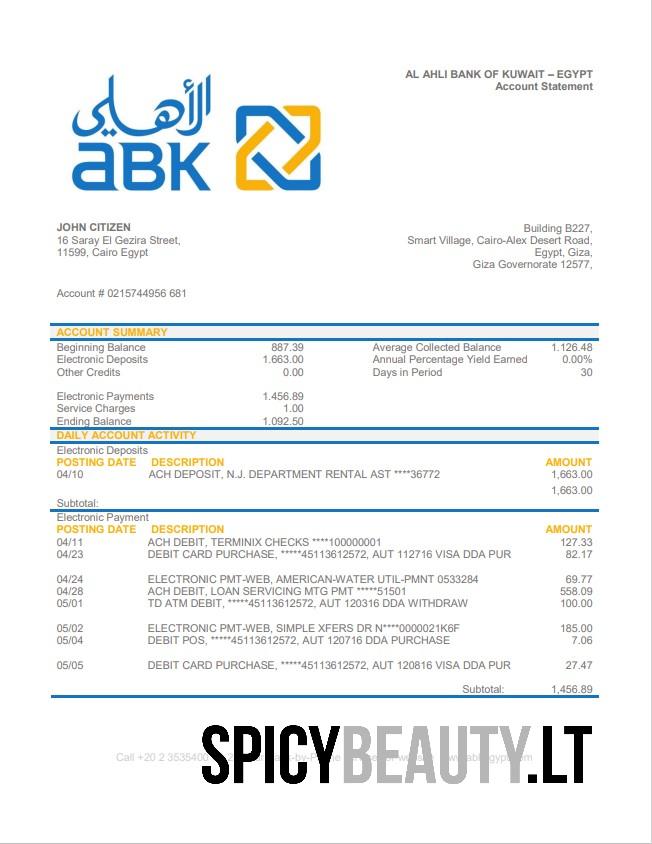 AL AHLI BANK OF KUWAIT – EGYPT
Account Statement
الأهلي
aBK
JOHN CITIZEN
16 Saray El Gezira Street,
11599, Cairo Egypt
Building B227,
Smart Village, Cairo-Alex Desert Road,
Egypt, Giza,
Giza Governorate 12577,
Account # 0215744956 681
ACCOUNT SUMMARY
Beginning Balance 887.39 Average Collected Balance 1.126.48
Electronic Deposits 1.663.00 Annual Percentage Yield Earned 0.00%
Other Credits 0.00 Days in Period 30
Electronic Payments 1.456.89
Service Charges 1.00
Ending Balance 1.092.50
DAILY ACCOUNT ACTIVITY
Electronic Deposits
POSTING DATE DESCRIPTION AMOUNT
04/10 ACH DEPOSIT, N.J. DEPARTMENT RENTAL AST ****36772 1,663.00
1,663.00
Subtotal:
Electronic Payment
POSTING DATE DESCRIPTION AMOUNT
04/11 ACH DEBIT, TERMINIX CHECKS ****100000001 127.33
04/23 DEBIT CARD PURCHASE, *****45113612572, AUT 112716 VISA DDA PUR 82.17
04/24 ELECTRONIC PMT-WEB, AMERICAN-WATER UTIL-PMNT 0533284 69.77
04/28 ACH DEBIT, LOAN SERVICING MTG PMT *****51501 558.09
05/01 TD ATM DEBIT, *****45113612572, AUT 120316 DDA WITHDRAW 100.00
05/02 ELECTRONIC PMT-WEB, SIMPLE XFERS DR N****0000021K6F 185.00
05/04 DEBIT POS, *****45113612572, AUT 120716 DDA PURCHASE 7.06
05/05 DEBIT CARD PURCHASE, *****45113612572, AUT 120816 VISA DDA PUR 27.47
Subtotal: 1,456.89
Call +20 2 3535400
SPICYBEAUTY.LT